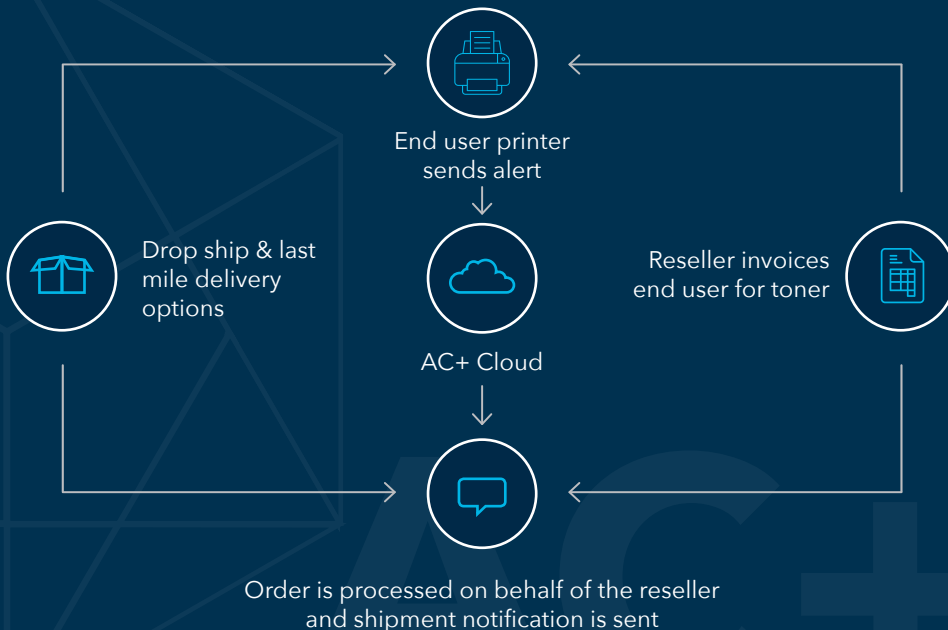 End user printer
sends alert
Drop ship & last
mile delivery
options
Reseller invoices
end user for toner
AC+ Cloud
AC+
Order is processed on behalf of the reseller
and shipment notification is sent